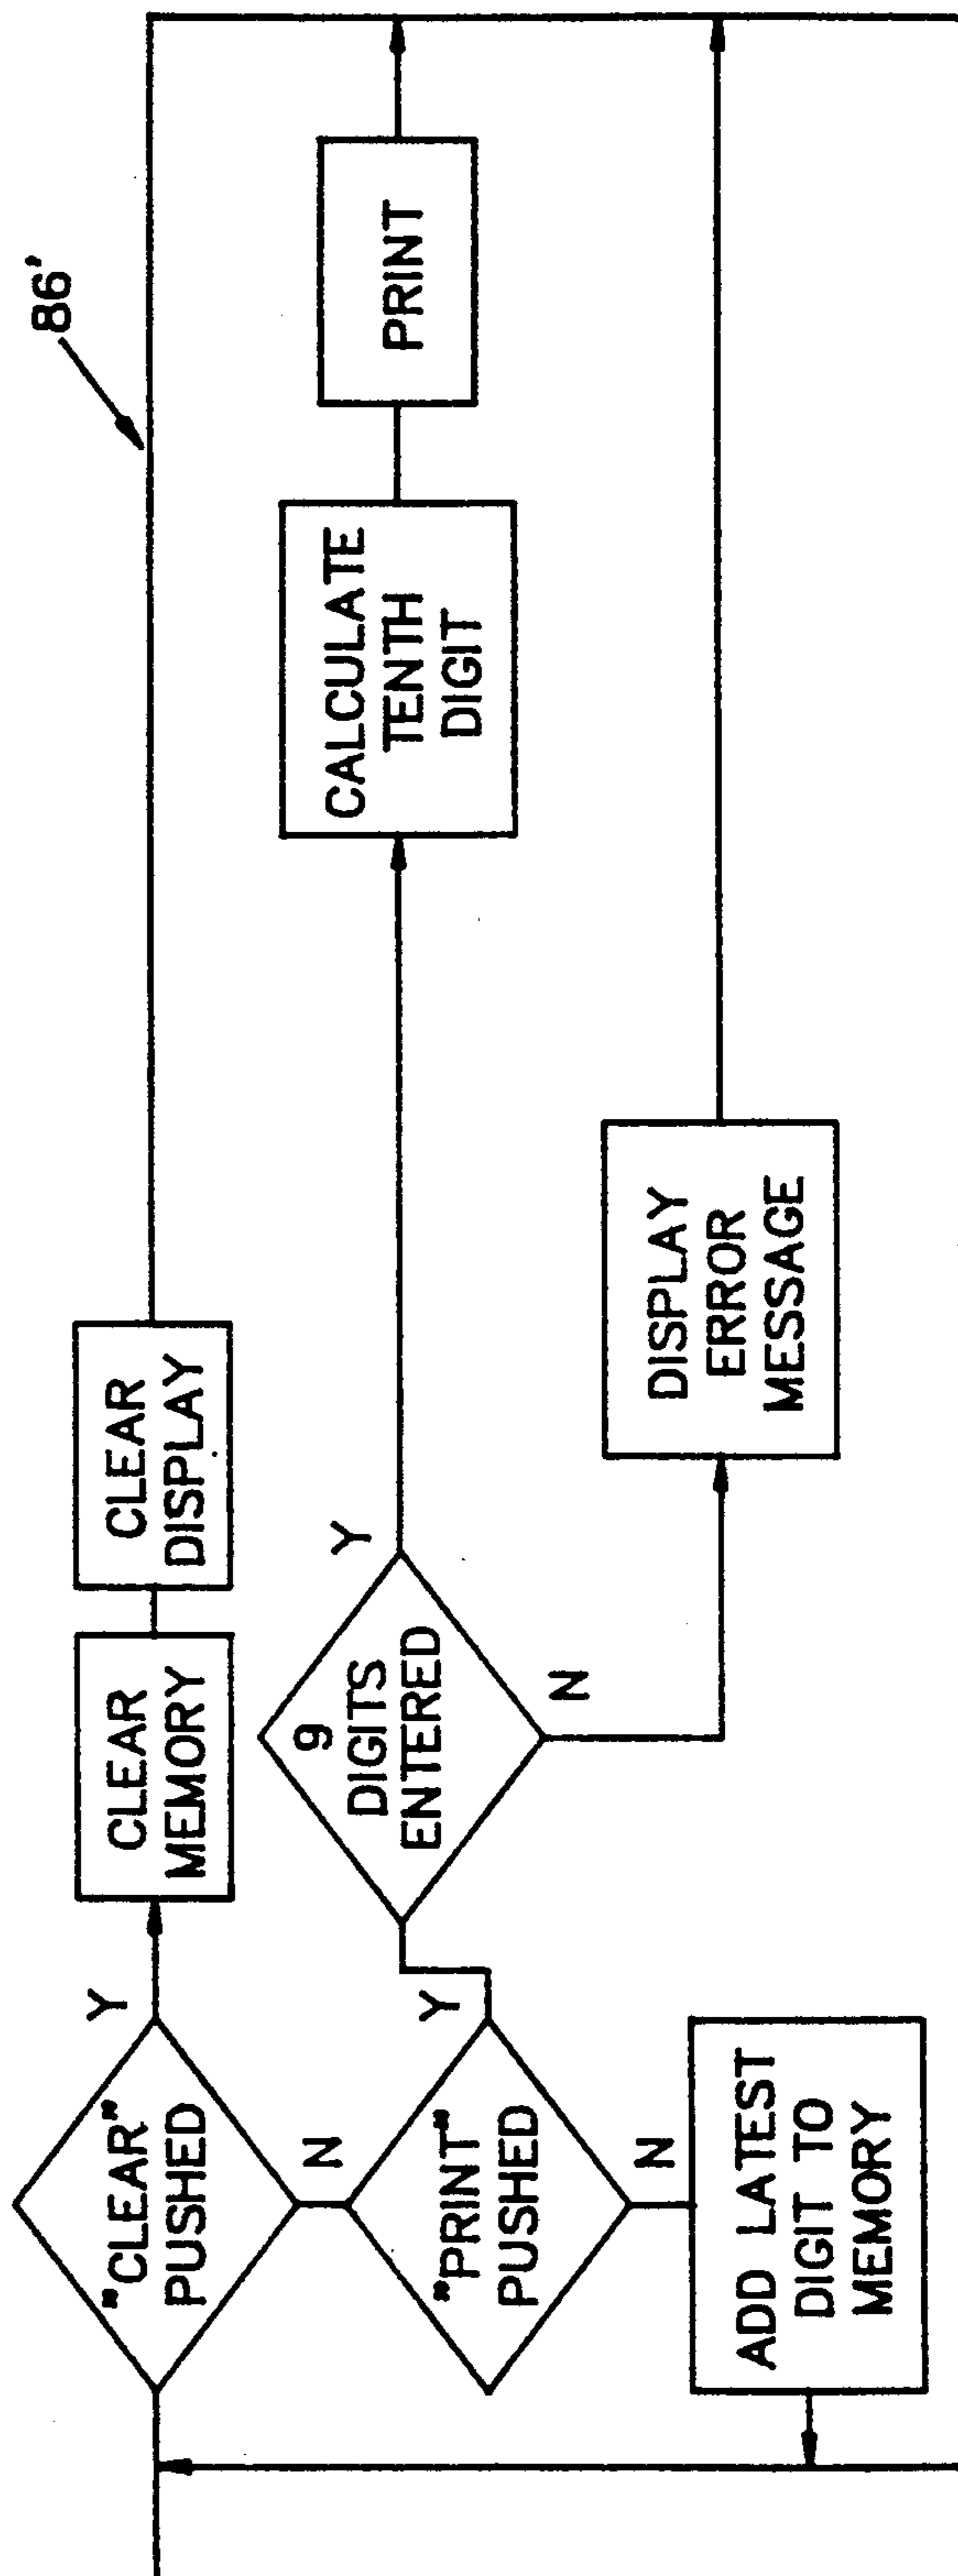 86'
"CLEAR"
PUSHED
Y
CLEAR
MEMORY
CLEAR
DISPLAY
N
"PRINT"
PUSHED
Y
9
DIGITS
ENTERED
Y
CALCULATE
TENTH
DIGIT
PRINT
N
DISPLAY
ERROR
MESSAGE
N
ADD LATEST
DIGIT TO
MEMORY